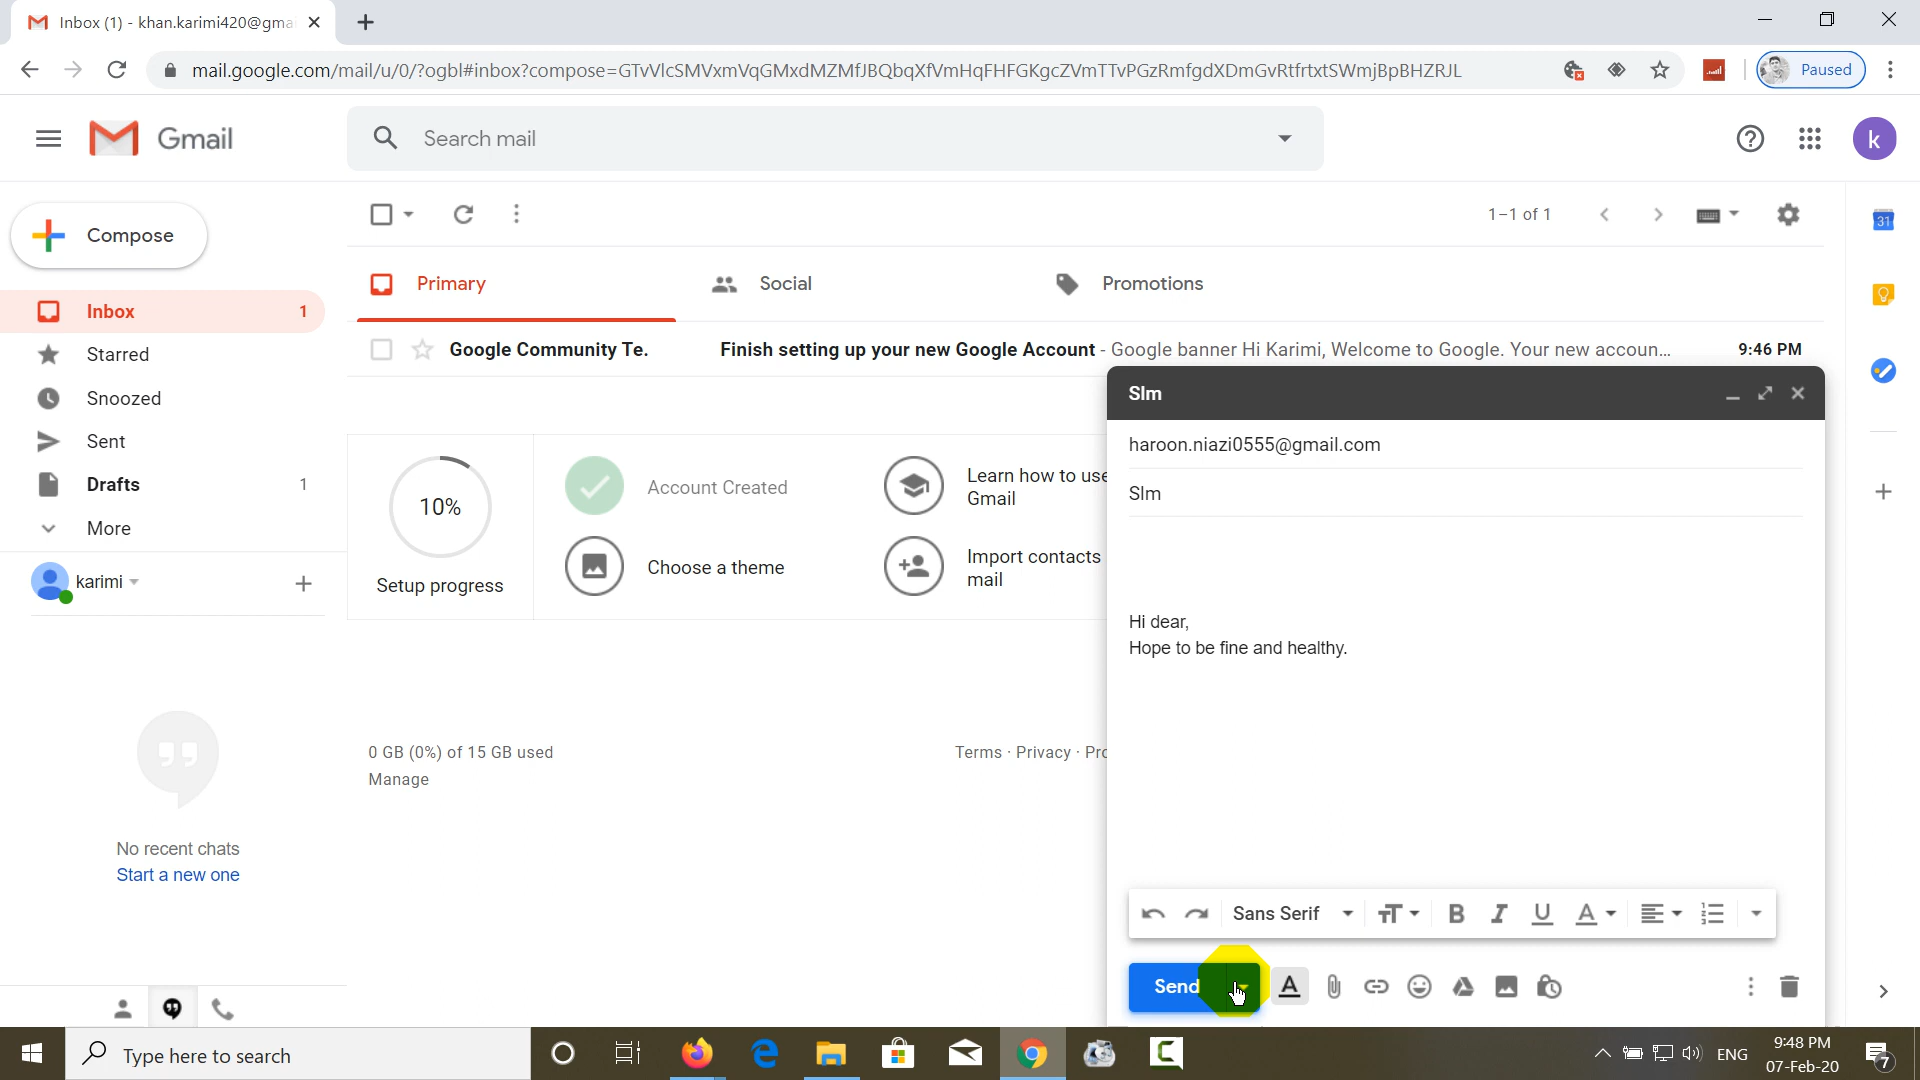 Inbox (1) - khan.karimi420@gma
mail.google.com/mail/u/0/?ogbl#inbox?compose=GTvVlcSMVxmVqGMxdMZMfJBQbqXfVmHqFHFGKgcZVmTTvPGzRmfgdXDmGvRtfrtxtSWmjBpBHZRJL
Paused
Gmail
Search mail
k
Compose
1–1 of 1
31
Primary
Social
Promotions
Inbox 1
Google Community Te. Finish setting up your new Google Account - Google banner Hi Karimi, Welcome to Google. Your new accoun... 9:46 PM
Starred
Snoozed
Sent
Drafts 1
More
karimi
10%
Setup progress
Account Created
Learn how to use
Gmail
Choose a theme
Import contacts
mail
Slm
haroon.niazi0555@gmail.com
Slm
Hi dear,
Hope to be fine and healthy.
0 GB (0%) of 15 GB used
Manage
Terms · Privacy · Pro
No recent chats
Start a new one
Sans Serif
Send
Type here to search
ENG
9:48 PM
07-Feb-20
7